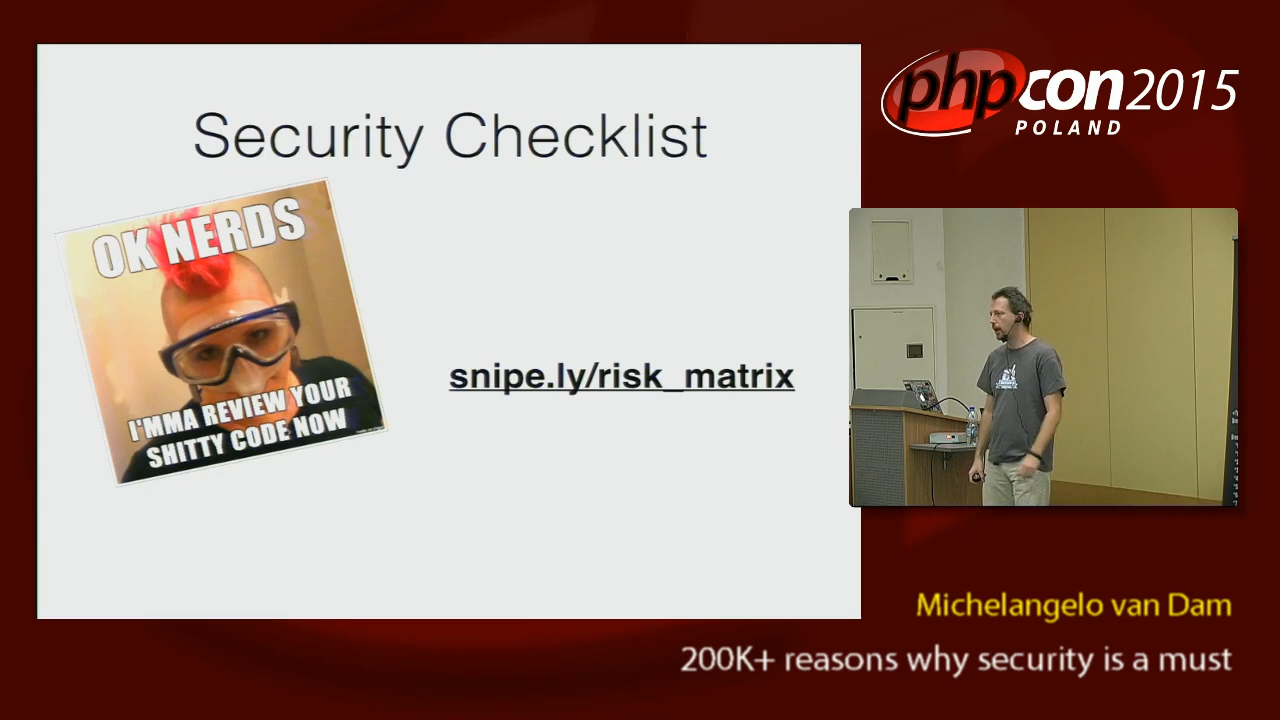 Security Checklist
OK NERDS
I'MMA REVIEW YOUR
SHITTY CODE NOW
snipe.ly/risk_matrix
phpcon2015
POLAND
Michelangelo van Dam
200K+ reasons why security is a must